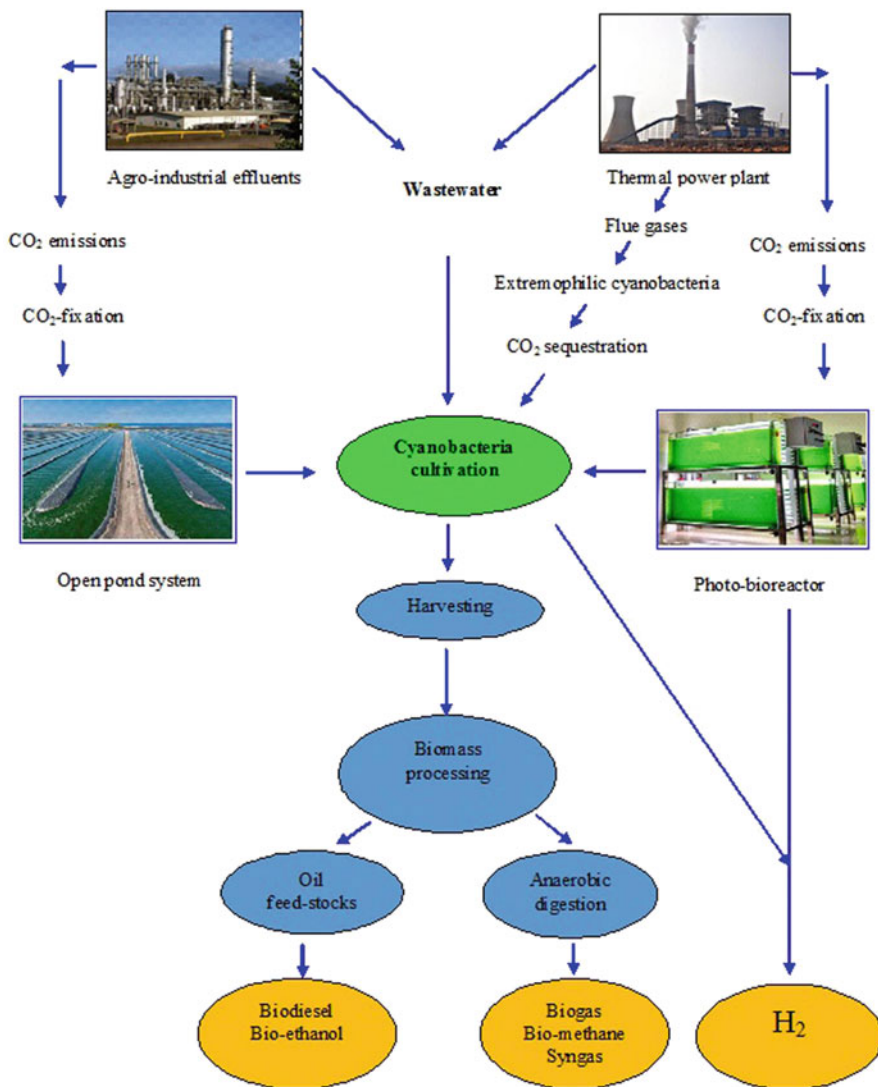 Agro-industrial effluents
Thermal power plant
Wastewater
Flue gases
CO₂ emissions
CO₂ emissions
Extremophilic cyanobacteria
CO₂-fixation
CO₂-fixation
CO₂ sequestration
Cyanobacteria
cultivation
Open pond system
Photo-bioreactor
Harvesting
Biomass
processing
Oil
feed-stocks
Anaerobic
digestion
Biodiesel
Bio-ethanol
Biogas
Bio-methane
Syngas
H₂